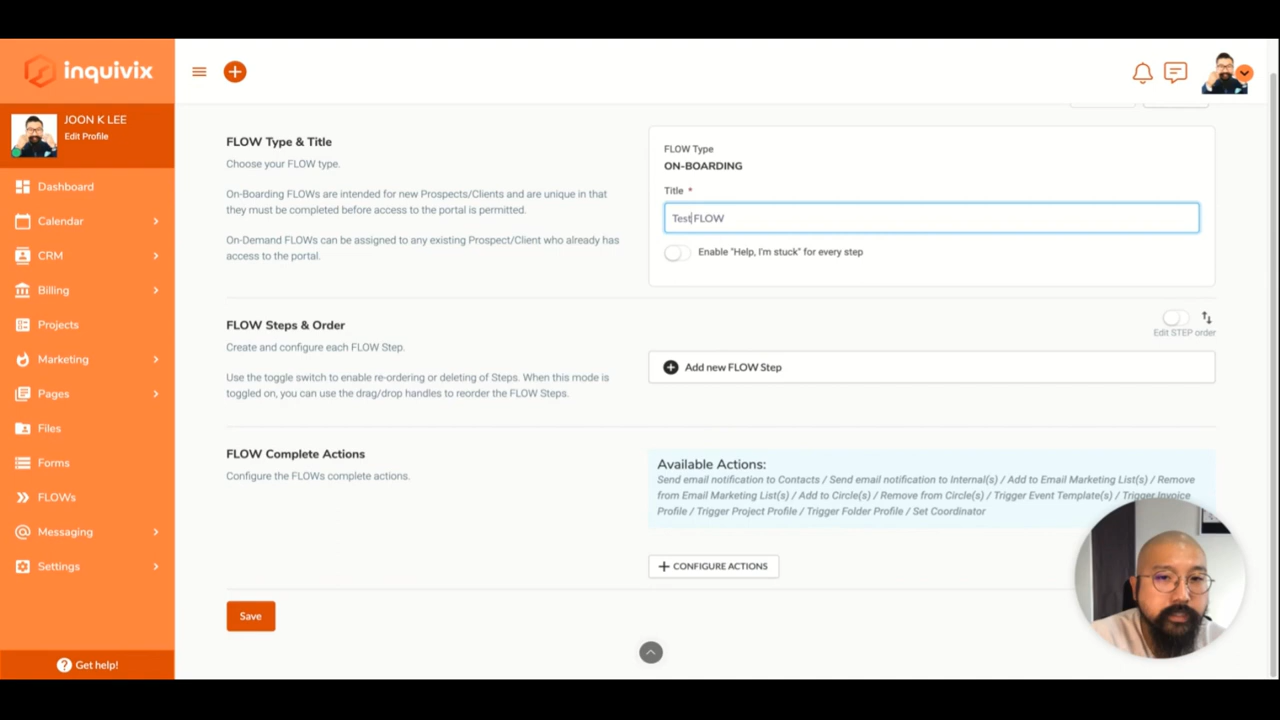 inquivix
JOON K LEE
Edit Profile
Dashboard
Calendar
CRM
Billing
Projects
Marketing
Pages
Files
Forms
FLOWs
Messaging
Settings
Get help!
FLOW Type & Title
Choose your FLOW type.
On-Boarding FLOWs are intended for new Prospects/Clients and are unique in that
they must be completed before access to the portal is permitted.
On-Demand FLOWs can be assigned to any existing Prospect/Client who already has
access to the portal.
FLOW Type
ON-BOARDING
Title *
Test FLOW
Enable "Help, I'm stuck" for every step
FLOW Steps & Order
Create and configure each FLOW Step.
Use the toggle switch to enable re-ordering or deleting of Steps. When this mode is
toggled on, you can use the drag/drop handles to reorder the FLOW Steps.
Edit STEP order
Add new FLOW Step
FLOW Complete Actions
Configure the FLOWs complete actions.
Available Actions:
Send email notification to Contacts / Send email notification to Internal(s) / Add to Email Marketing List(s) / Remove
from Email Marketing List(s) / Add to Circle(s) / Remove from Circle(s) / Trigger Event Template(s) / Trigger Invoice
Profile / Trigger Project Profile / Trigger Folder Profile / Set Coordinator
+ CONFIGURE ACTIONS
Save